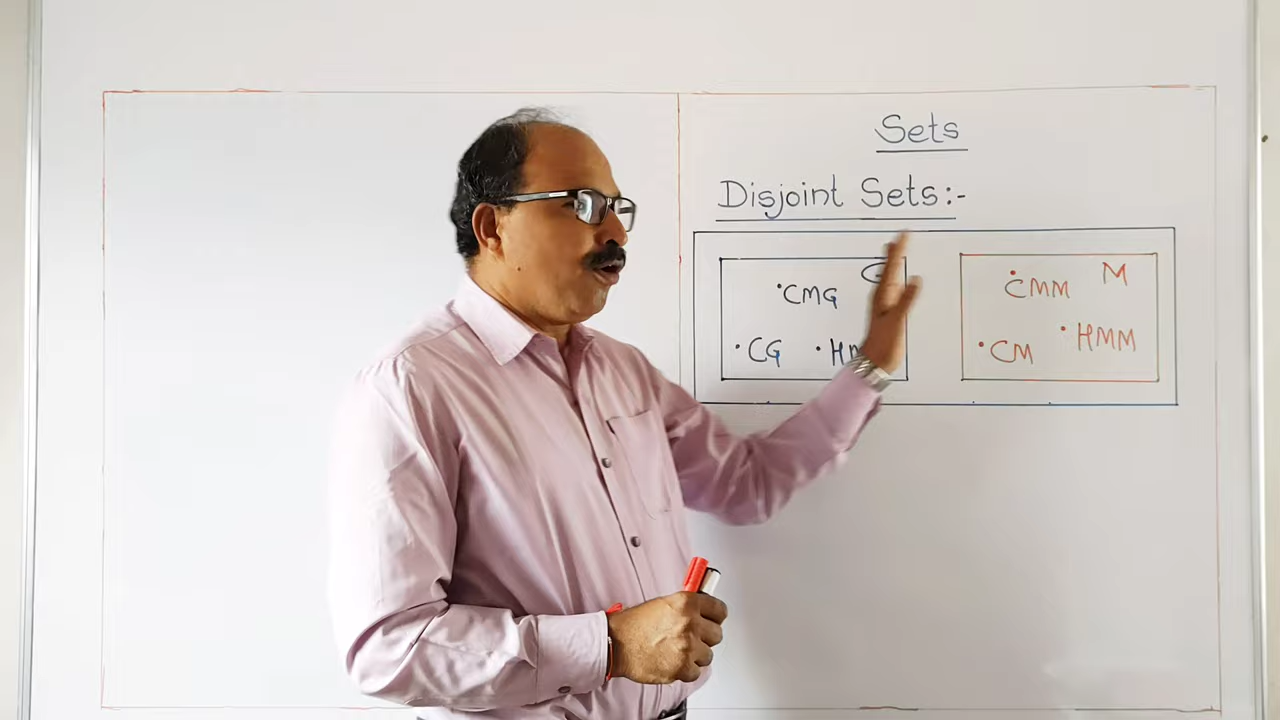 Sets
Disjoint Sets:-
•CMG
•CG
•CMM M
•HMM
•CM